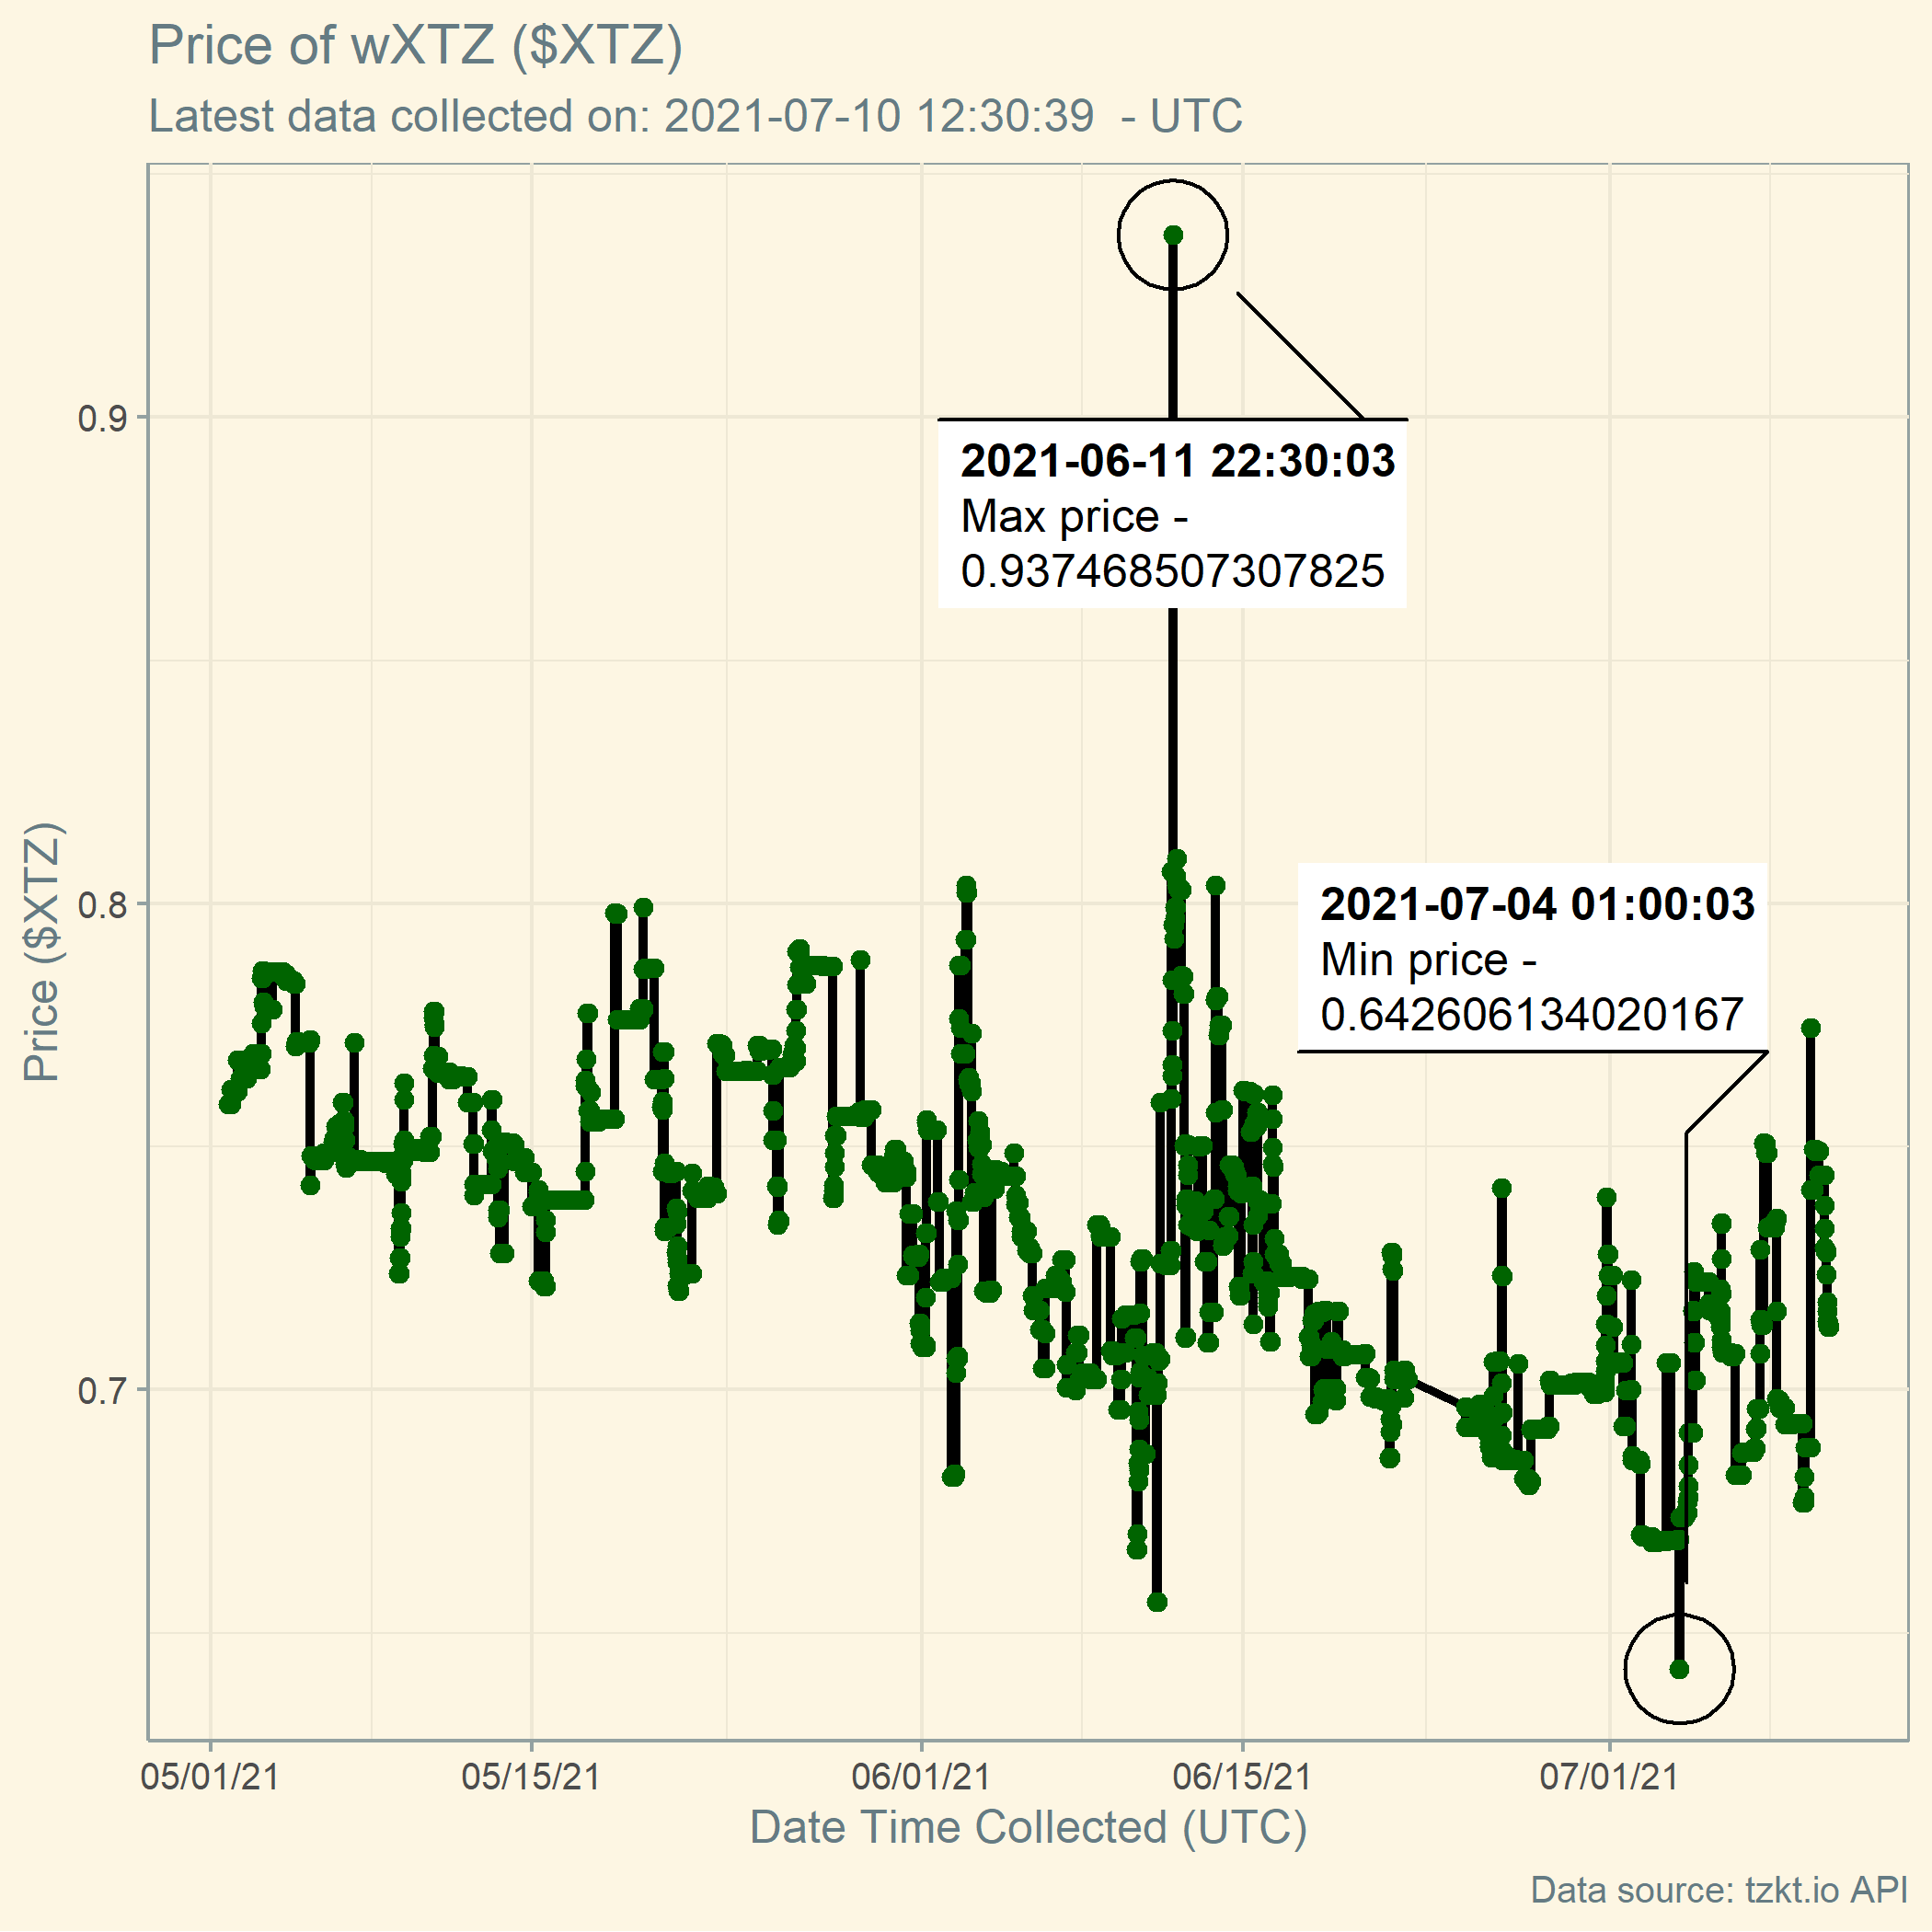 Price of wXTZ ($XTZ)
Latest data collected on: 2021-07-10 12:30:39  - UTC
Price ($XTZ)
0.9
0.8
0.7
2021-06-11 22:30:03
Max price -
0.937468507307825
2021-07-04 01:00:03
Min price -
0.642606134020167
05/01/21
05/15/21
06/01/21
06/15/21
07/01/21
Date Time Collected (UTC)
Data source: tzkt.io API